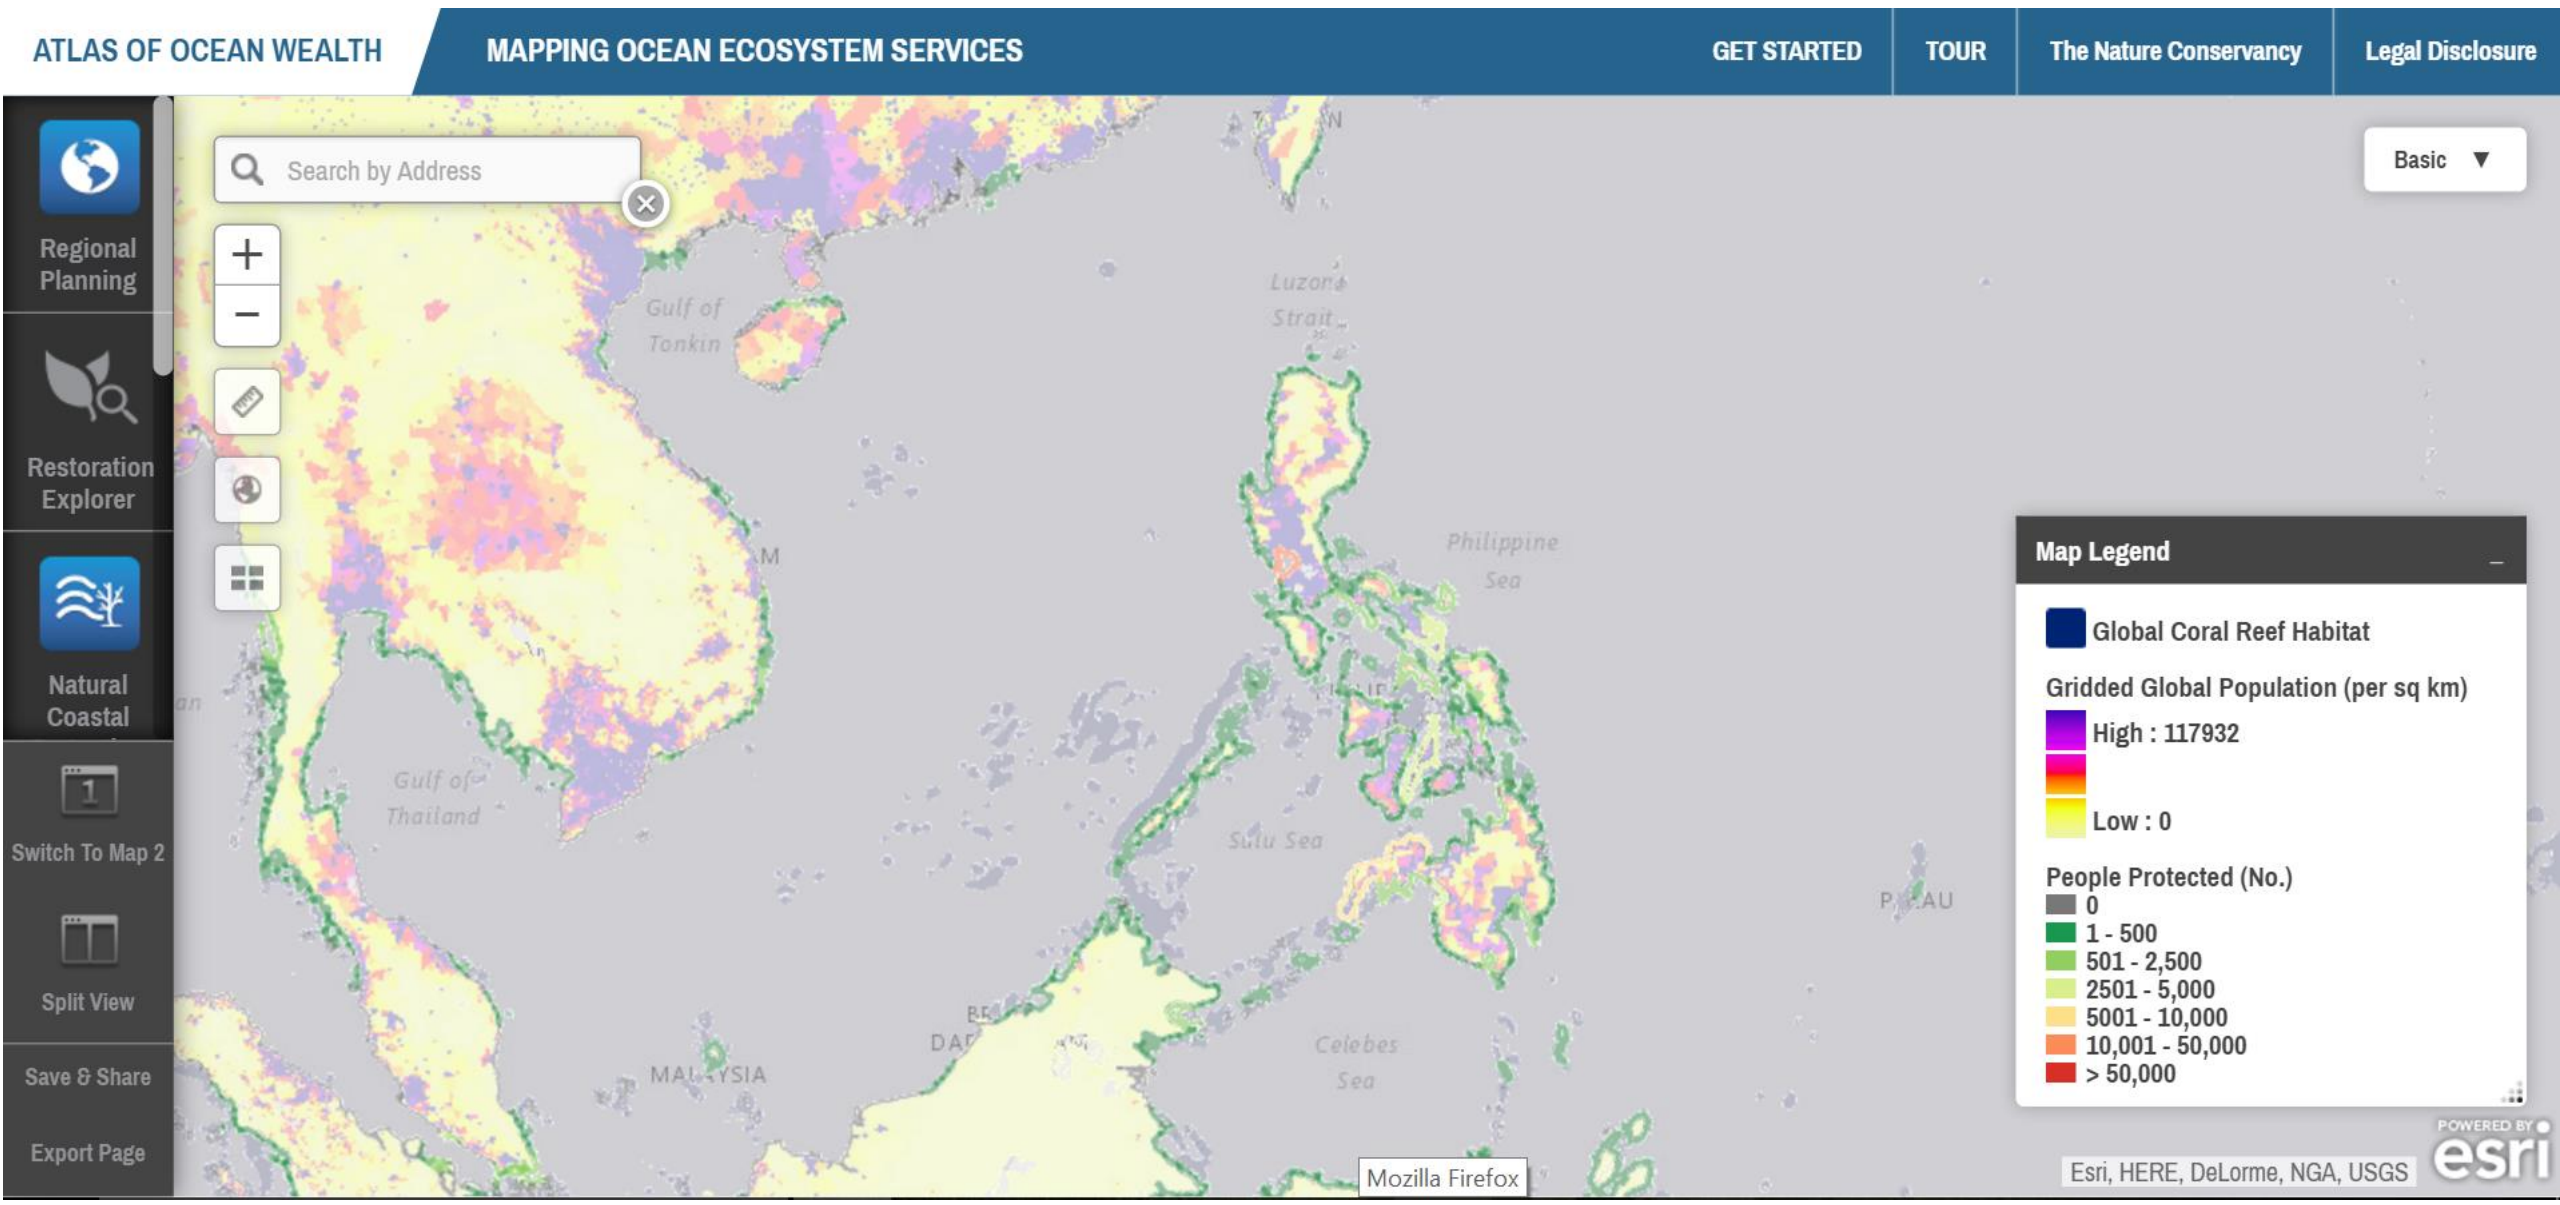 ATLAS OF OCEAN WEALTH
MAPPING OCEAN ECOSYSTEM SERVICES
GET STARTED
TOUR
The Nature Conservancy
Legal Disclosure
Regional
Planning
Restoration
Explorer
Natural
Coastal
1
Switch To Map 2
Split View
Save & Share
Export Page
Search by Address
Basic ▼
Gulf of
Tonkin
Luzon
Strait
Philippine
Sea
Gulf of
Thailand
Sulu Sea
Celebes
Sea
MALAYSIA
Map Legend
Global Coral Reef Habitat
Gridded Global Population (per sq km)
High : 117932
Low : 0
People Protected (No.)
0
1 - 500
501 - 2,500
2501 - 5,000
5001 - 10,000
10,001 - 50,000
> 50,000
Mozilla Firefox
Esri, HERE, DeLorme, NGA, USGS
POWERED BY
esri